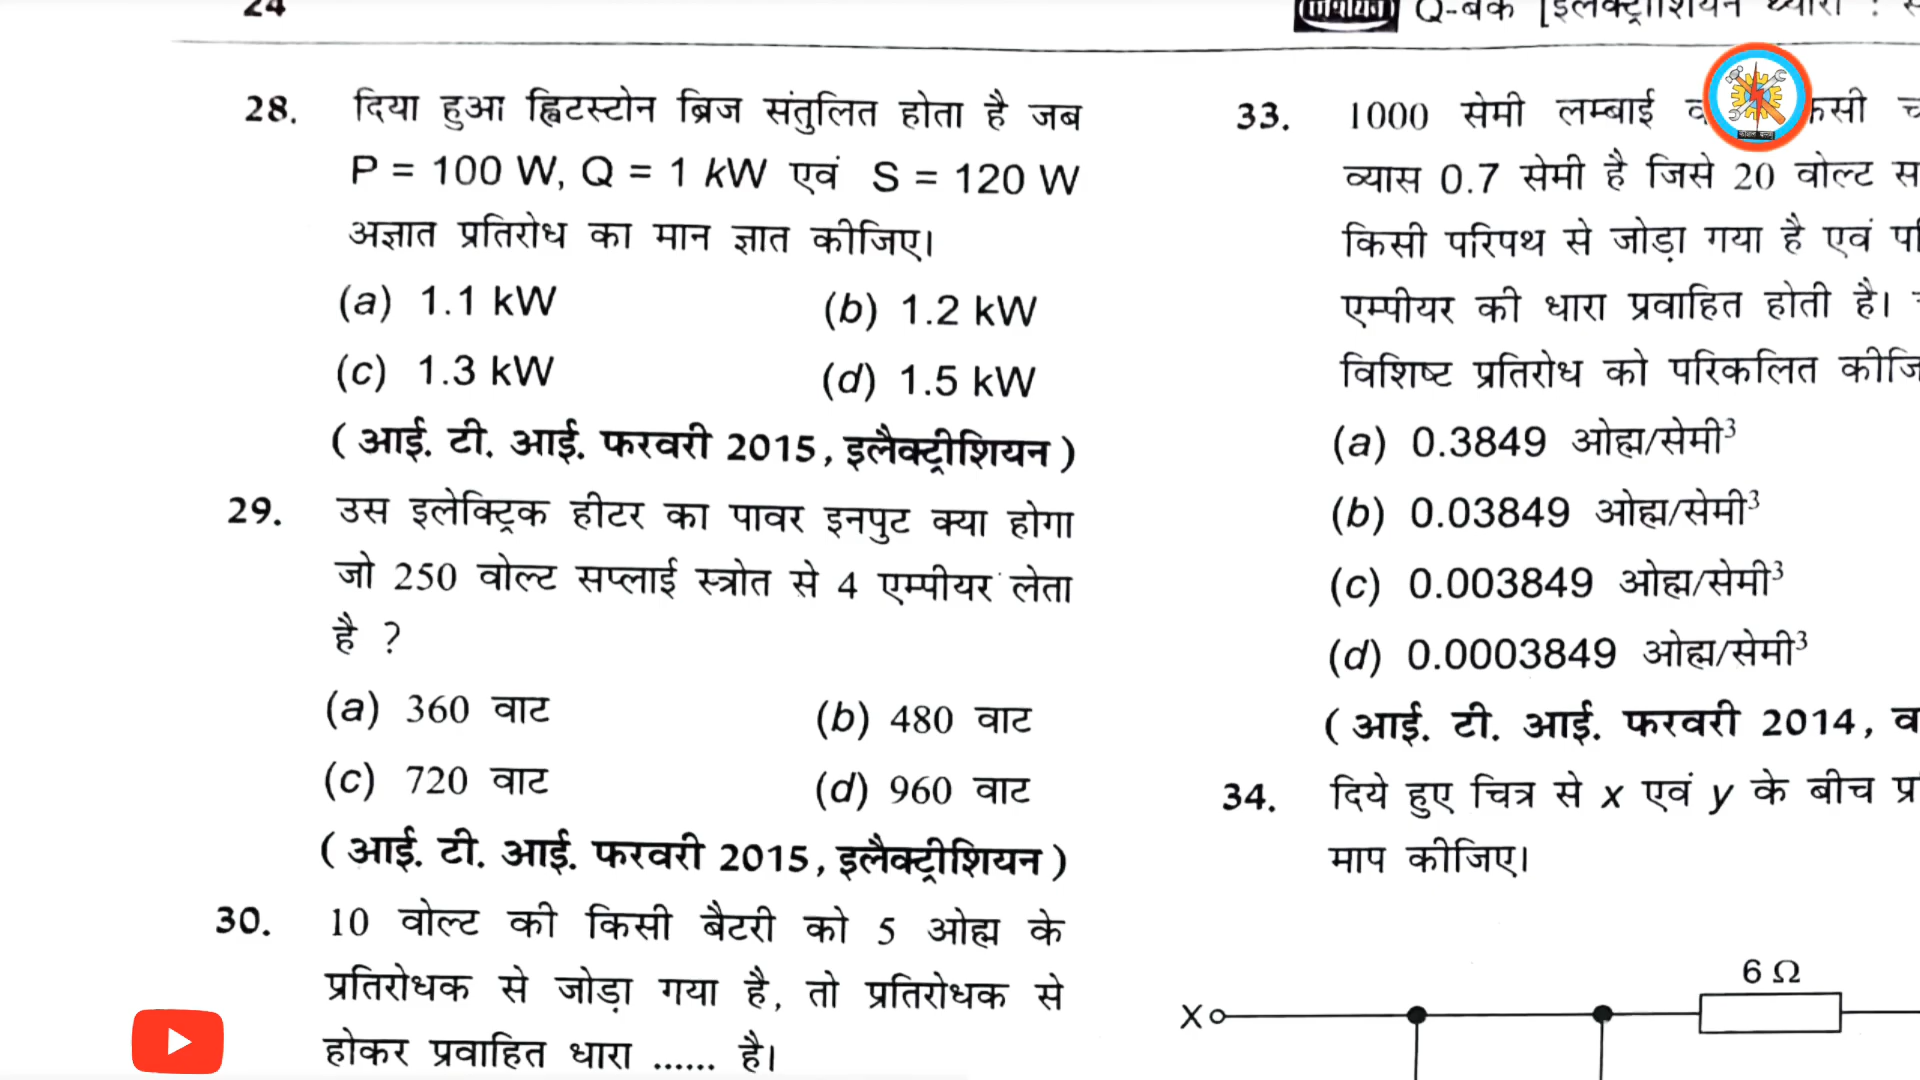 24
Q-बैंक [इलैक्ट्रीशियन थ्योरी :
28. दिया हुआ ह्विटस्टोन ब्रिज संतुलित होता है जब
P = 100 W, Q = 1 kW एवं S = 120 W
अज्ञात प्रतिरोध का मान ज्ञात कीजिए।
(a) 1.1 kW (b) 1.2 kW
(c) 1.3 kW (d) 1.5 kW
( आई. टी. आई. फरवरी 2015, इलैक्ट्रीशियन )
29. उस इलेक्ट्रिक हीटर का पावर इनपुट क्या होगा
जो 250 वोल्ट सप्लाई स्त्रोत से 4 एम्पीयर लेता
है ?
(a) 360 वाट (b) 480 वाट
(c) 720 वाट (d) 960 वाट
( आई. टी. आई. फरवरी 2015, इलैक्ट्रीशियन )
30. 10 वोल्ट की किसी बैटरी को 5 ओह्म के
प्रतिरोधक से जोड़ा गया है, तो प्रतिरोधक से
होकर प्रवाहित धारा ...... है।
33. 1000 सेमी लम्बाई
व्यास 0.7 सेमी है जिसे 20 वोल्ट
किसी परिपथ से जोड़ा गया है एवं
एम्पीयर की धारा प्रवाहित होती है।
विशिष्ट प्रतिरोध को परिकलित
(a) 0.3849 ओह्म/सेमी³
(b) 0.03849 ओह्म/सेमी³
(c) 0.003849 ओह्म/सेमी³
(d) 0.0003849 ओह्म/सेमी³
( आई. टी. आई. फरवरी 2014,
34. दिये हुए चित्र से x एवं y के बीच
माप कीजिए।
6 Ω
X